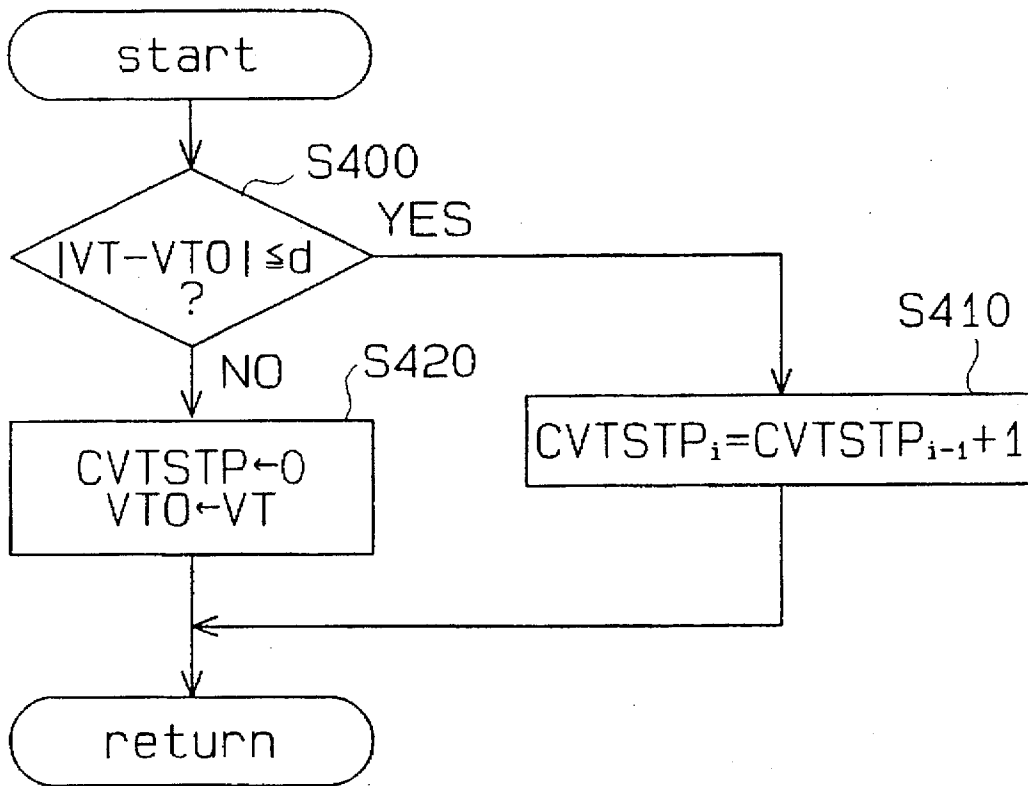 start
S400
YES
|VT-VT0|≦d
?
S410
NO
S420
CVTSTP←0
VT0←VT
CVTSTPᵢ=CVTSTPᵢ₋₁+1
return